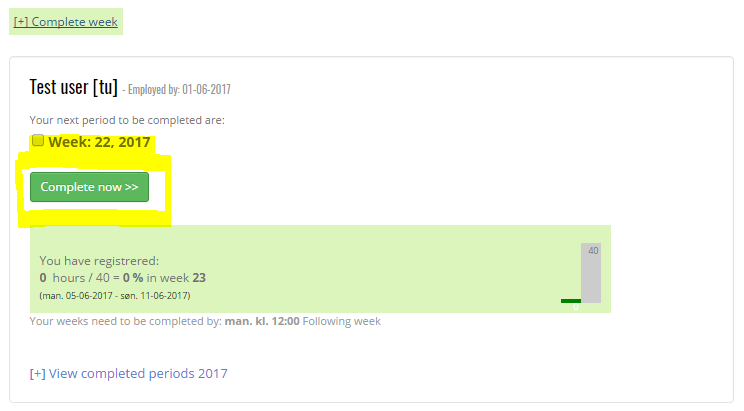 [+] Complete week
Test user [tu] - Employed by: 01-06-2017
Your next period to be completed are:
Week: 22, 2017
Complete now >>
You have registrered:
0 hours / 40 = 0 % in week 23
(man. 05-06-2017 - søn. 11-06-2017)
40
0
Your weeks need to be completed by: man. kl. 12:00 Following week
[+] View completed periods 2017